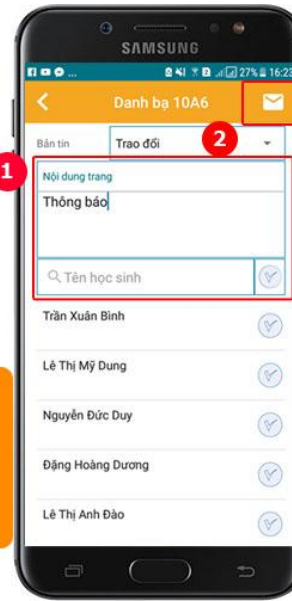 SAMSUNG
27% 16:23
Danh bạ 10A6
Bản tin Trao đổi 2
1
Nội dung trang
Thông báo
Tên học sinh
Trần Xuân Bình
Lê Thị Mỹ Dung
Nguyễn Đức Duy
Đặng Hoàng Dương
Lê Thị Anh Đào